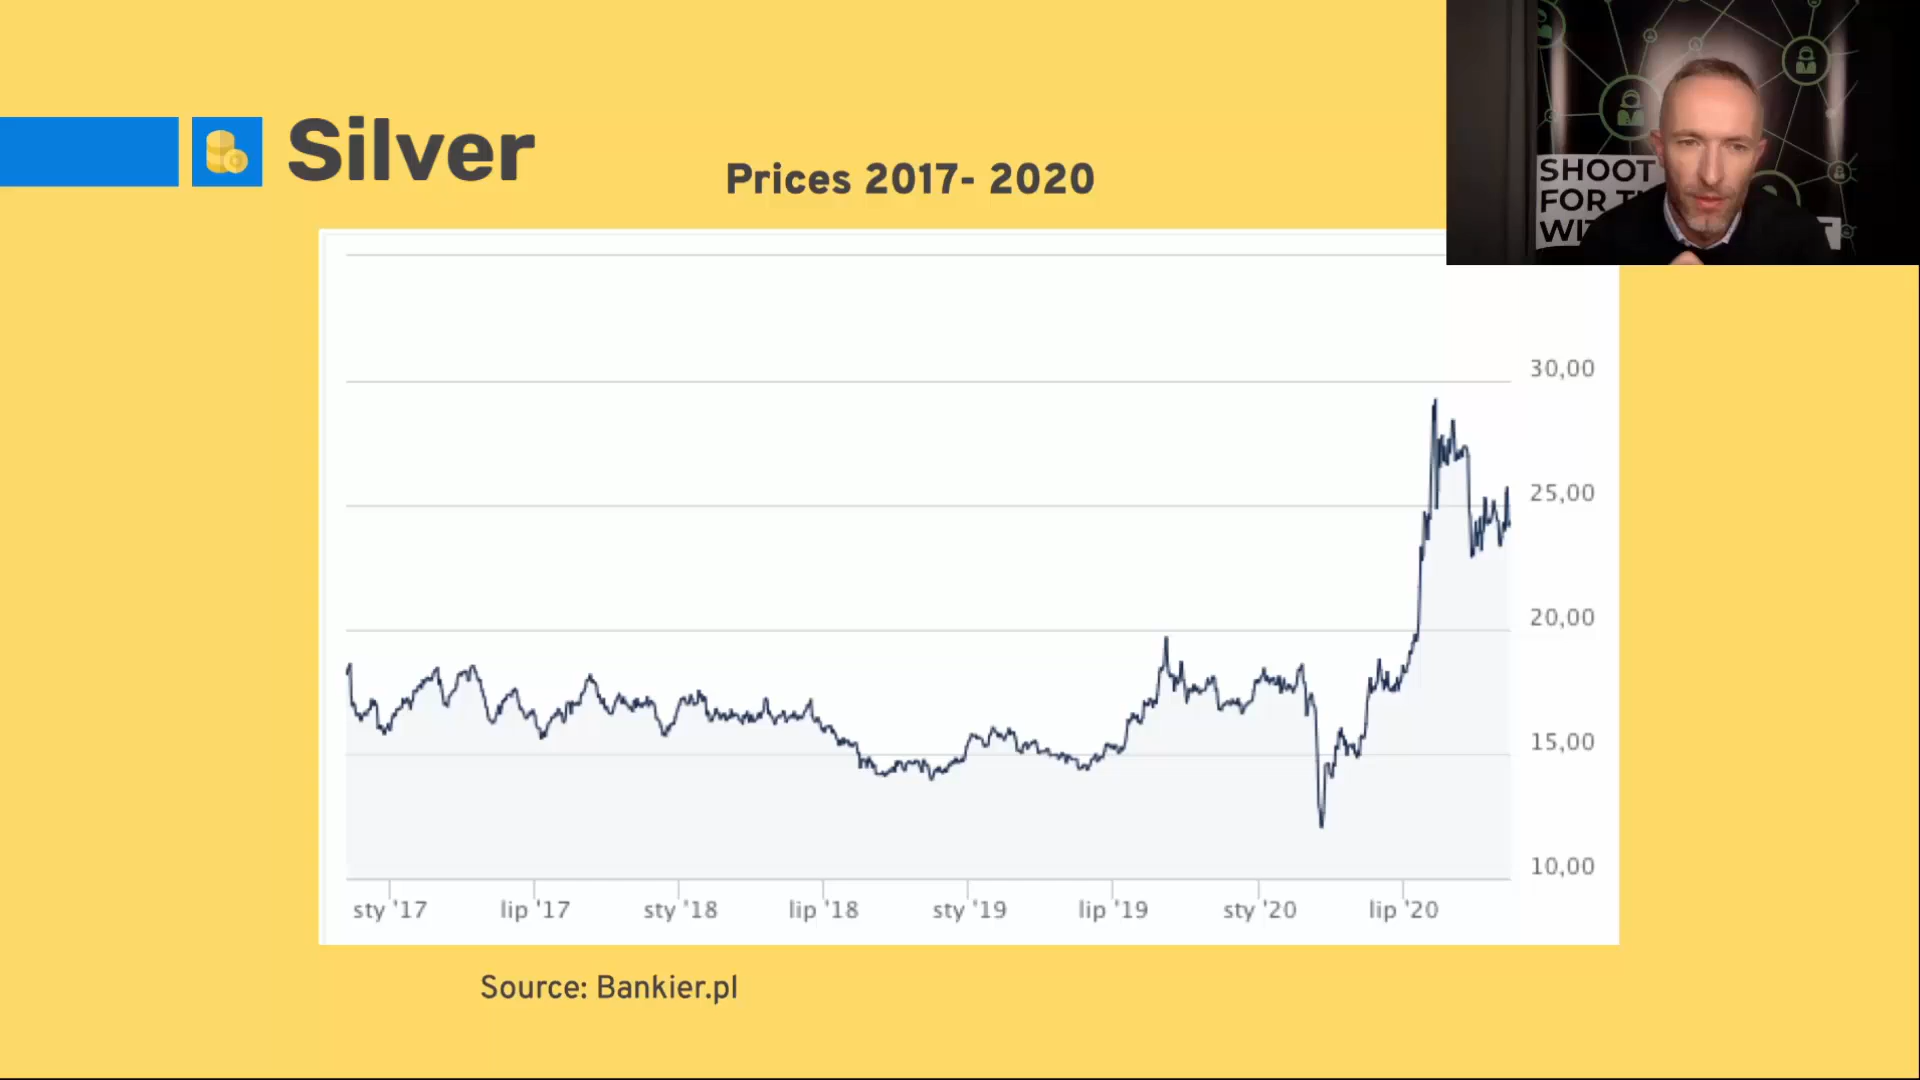 Silver
Prices 2017- 2020
SHOOT
FOR
30,00
25,00
20,00
15,00
10,00
sty '17 lip '17 sty '18 lip '18 sty '19 lip '19 sty '20 lip '20
Source: Bankier.pl